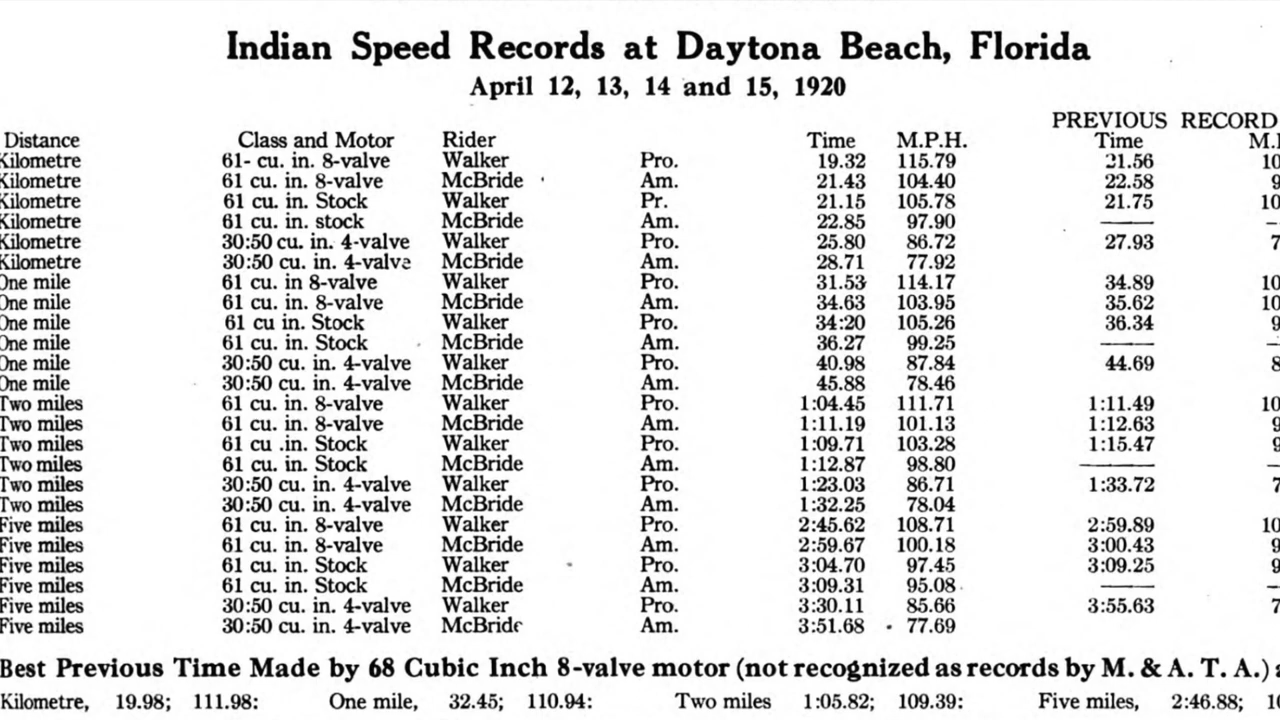 Indian Speed Records at Daytona Beach, Florida
April 12, 13, 14 and 15, 1920
PREVIOUS RECORD
Distance Class and Motor Rider Time M.P.H. Time M.
Kilometre 61- cu. in. 8-valve Walker Pro. 19.32 115.79 21.56 10
Kilometre 61 cu. in. 8-valve McBride Am. 21.43 104.40 22.58 9
Kilometre 61 cu. in. Stock Walker Pr. 21.15 105.78 21.75 10
Kilometre 61 cu. in. stock McBride Am. 22.85 97.90 —— –
Kilometre 30:50 cu. in. 4-valve Walker Pro. 25.80 86.72 27.93 7
Kilometre 30:50 cu. in. 4-valve McBride Am. 28.71 77.92
One mile 61 cu. in 8-valve Walker Pro. 31.53 114.17 34.89 10
One mile 61 cu. in. 8-valve McBride Am. 34.63 103.95 35.62 10
One mile 61 cu in. Stock Walker Pro. 34:20 105.26 36.34 9
One mile 61 cu. in. Stock McBride Am. 36.27 99.25 —— –
One mile 30:50 cu. in. 4-valve Walker Pro. 40.98 87.84 44.69 8
One mile 30:50 cu. in. 4-valve McBride Am. 45.88 78.46
Two miles 61 cu. in. 8-valve Walker Pro. 1:04.45 111.71 1:11.49 10
Two miles 61 cu. in. 8-valve McBride Am. 1:11.19 101.13 1:12.63 9
Two miles 61 cu .in. Stock Walker Pro. 1:09.71 103.28 1:15.47 9
Two miles 61 cu. in. Stock McBride Am. 1:12.87 98.80 —— –
Two miles 30:50 cu. in. 4-valve Walker Pro. 1:23.03 86.71 1:33.72 7
Two miles 30:50 cu. in. 4-valve McBride Am. 1:32.25 78.04
Five miles 61 cu. in. 8-valve Walker Pro. 2:45.62 108.71 2:59.89 10
Five miles 61 cu. in. 8-valve McBride Am. 2:59.67 100.18 3:00.43 9
Five miles 61 cu. in. Stock Walker Pro. 3:04.70 97.45 3:09.25 9
Five miles 61 cu. in. Stock McBride Am. 3:09.31 95.08 —— –
Five miles 30:50 cu. in. 4-valve Walker Pro. 3:30.11 85.66 3:55.63 7
Five miles 30:50 cu. in. 4-valve McBride Am. 3:51.68 77.69
Best Previous Time Made by 68 Cubic Inch 8-valve motor (not recognized as records by M. & A. T. A.)
Kilometre, 19.98; 111.98: One mile, 32.45; 110.94: Two miles 1:05.82; 109.39: Five miles, 2:46.88; 10